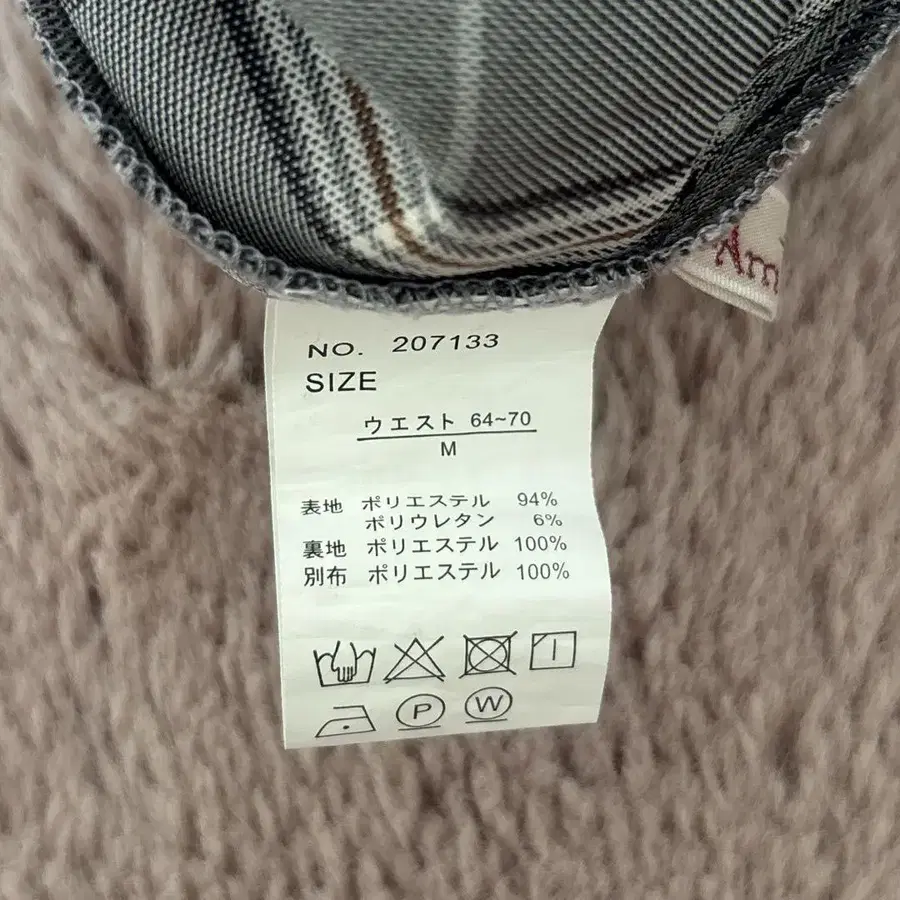 Am
NO. 207133
SIZE
ウエスト 64~70
M
表地 ポリエステル 94%
ポリウレタン 6%
裏地 ポリエステル 100%
別布 ポリエステル 100%
P W